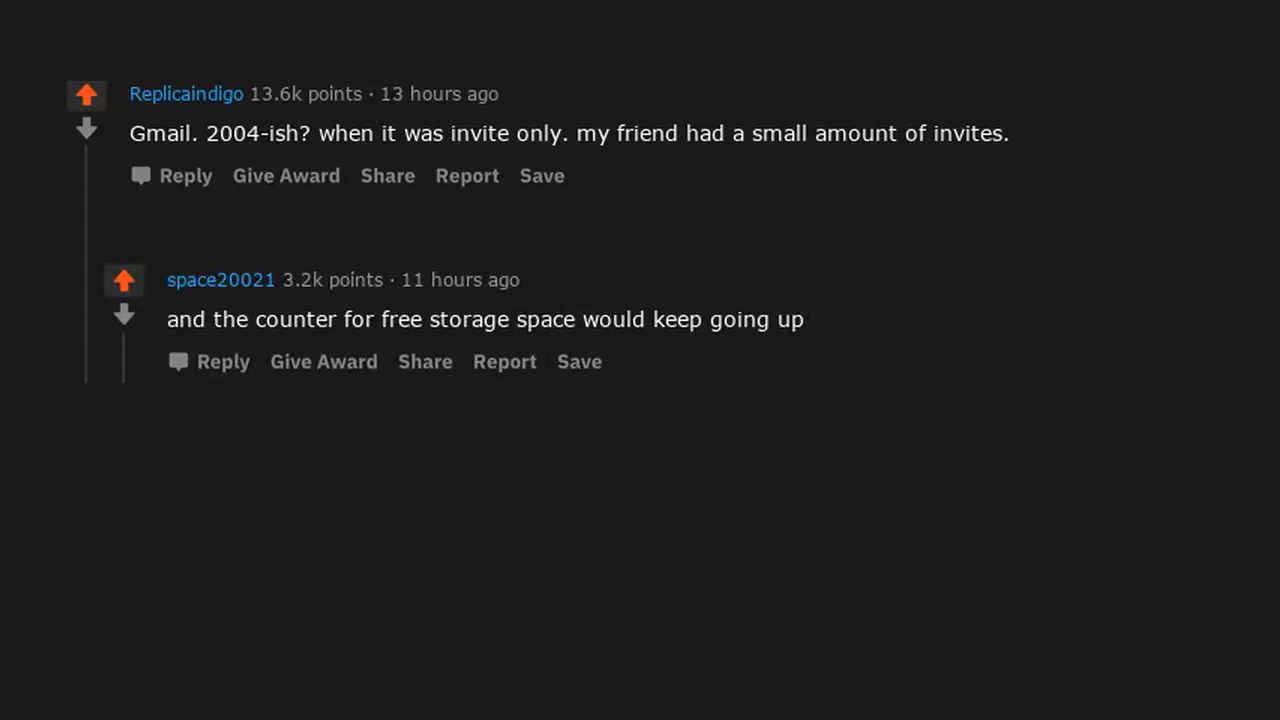 Replicaindigo 13.6k points · 13 hours ago
Gmail. 2004-ish? when it was invite only. my friend had a small amount of invites.
Reply Give Award Share Report Save
space20021 3.2k points · 11 hours ago
and the counter for free storage space would keep going up
Reply Give Award Share Report Save